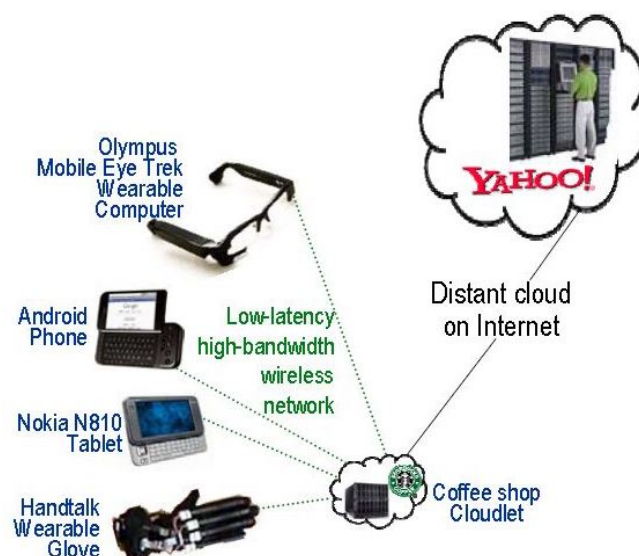 YAHOO!
Olympus
Mobile Eye Trek
Wearable
Computer
Distant cloud
on Internet
Android
Phone
Low-latency
high-bandwidth
wireless
network
Nokia N810
Tablet
Handtalk
Wearable
Glove
Coffee shop
Cloudlet